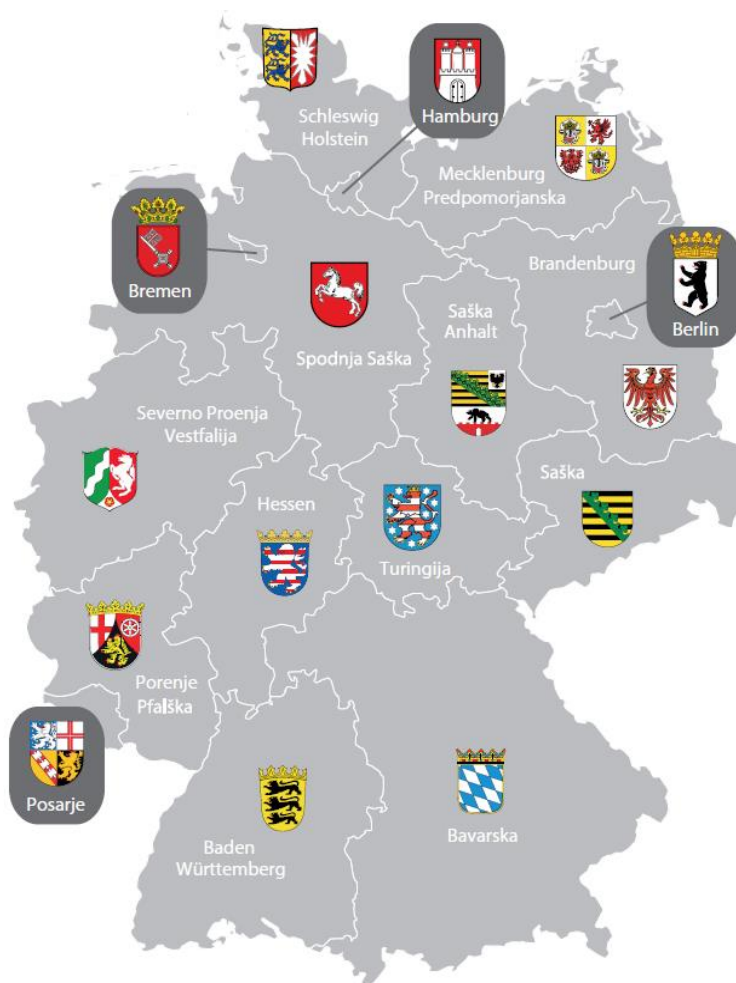 Schleswig
Holstein
Hamburg
Mecklenburg
Predpomorjanska
Bremen
Brandenburg
Berlin
Saška
Anhalt
Spodnja Saška
Severno Proenja
Vestfalija
Saška
Hessen
Turingija
Porenje
Pfalška
Posarje
Baden
Württemberg
Bavarska